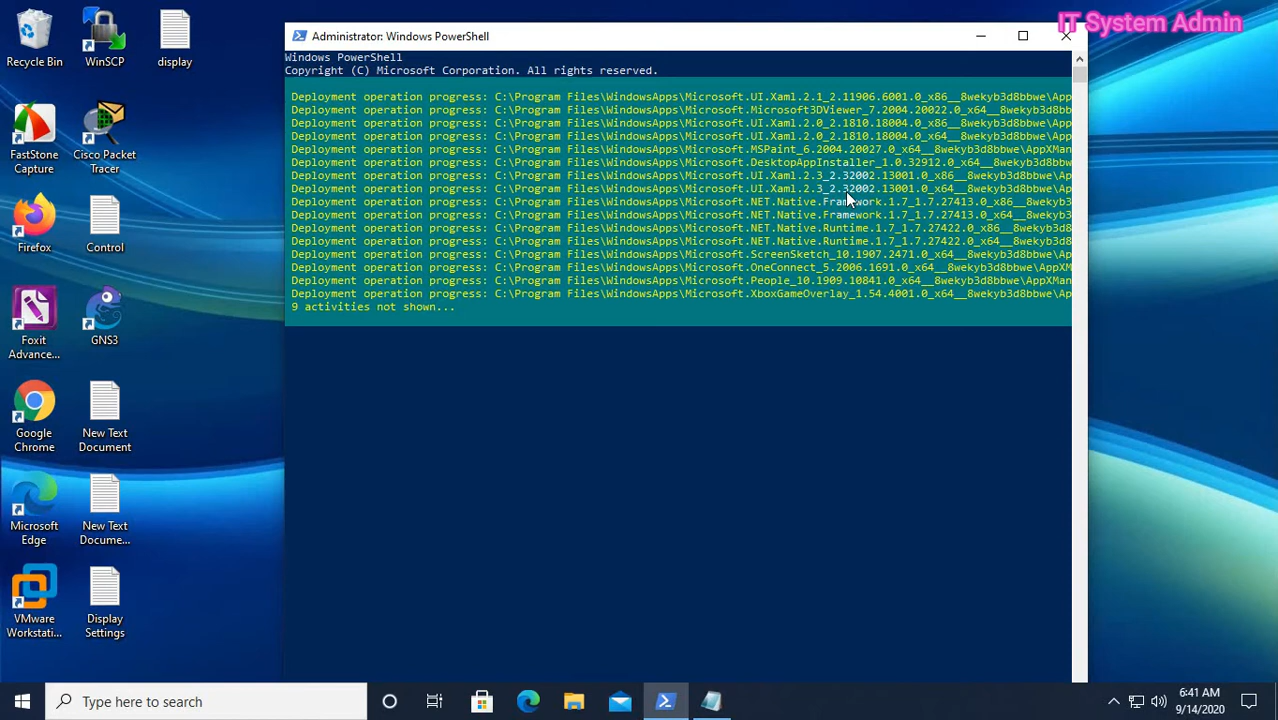 IT System Admin
Administrator: Windows PowerShell
Windows PowerShell
Copyright (C) Microsoft Corporation. All rights reserved.
Deployment operation progress: C:\Program Files\WindowsApps\Microsoft.UI.Xaml.2.1_2.11906.6001.0_x86__8wekyb3d8bbwe\App
Deployment operation progress: C:\Program Files\WindowsApps\Microsoft.Microsoft3DViewer_7.2004.20022.0_x64__8wekyb3d8bb
Deployment operation progress: C:\Program Files\WindowsApps\Microsoft.UI.Xaml.2.0_2.1810.18004.0_x86__8wekyb3d8bbwe\App
Deployment operation progress: C:\Program Files\WindowsApps\Microsoft.UI.Xaml.2.0_2.1810.18004.0_x64__8wekyb3d8bbwe\App
Deployment operation progress: C:\Program Files\WindowsApps\Microsoft.MSPaint_6.2004.20027.0_x64__8wekyb3d8bbwe\AppXMan
Deployment operation progress: C:\Program Files\WindowsApps\Microsoft.DesktopAppInstaller_1.0.32912.0_x64__8wekyb3d8bbw
Deployment operation progress: C:\Program Files\WindowsApps\Microsoft.UI.Xaml.2.3_2.32002.13001.0_x86__8wekyb3d8bbwe\Ap
Deployment operation progress: C:\Program Files\WindowsApps\Microsoft.UI.Xaml.2.3_2.32002.13001.0_x64__8wekyb3d8bbwe\Ap
Deployment operation progress: C:\Program Files\WindowsApps\Microsoft.NET.Native.Framework.1.7_1.7.27413.0_x86__8wekyb3
Deployment operation progress: C:\Program Files\WindowsApps\Microsoft.NET.Native.Framework.1.7_1.7.27413.0_x64__8wekyb3
Deployment operation progress: C:\Program Files\WindowsApps\Microsoft.NET.Native.Runtime.1.7_1.7.27422.0_x86__8wekyb3d8
Deployment operation progress: C:\Program Files\WindowsApps\Microsoft.NET.Native.Runtime.1.7_1.7.27422.0_x64__8wekyb3d8
Deployment operation progress: C:\Program Files\WindowsApps\Microsoft.ScreenSketch_10.1907.2471.0_x64__8wekyb3d8bbwe\Ap
Deployment operation progress: C:\Program Files\WindowsApps\Microsoft.OneConnect_5.2006.1691.0_x64__8wekyb3d8bbwe\AppXM
Deployment operation progress: C:\Program Files\WindowsApps\Microsoft.People_10.1909.10841.0_x64__8wekyb3d8bbwe\AppXMan
Deployment operation progress: C:\Program Files\WindowsApps\Microsoft.XboxGameOverlay_1.54.4001.0_x64__8wekyb3d8bbwe\Ap
9 activities not shown...
Recycle Bin
WinSCP
display
FastStone
Capture
Cisco Packet
Tracer
Firefox
Control
Foxit
Advance...
GNS3
Google
Chrome
New Text
Document
Microsoft
Edge
New Text
Docume...
VMware
Workstati...
Display
Settings
Type here to search
6:41 AM
9/14/2020